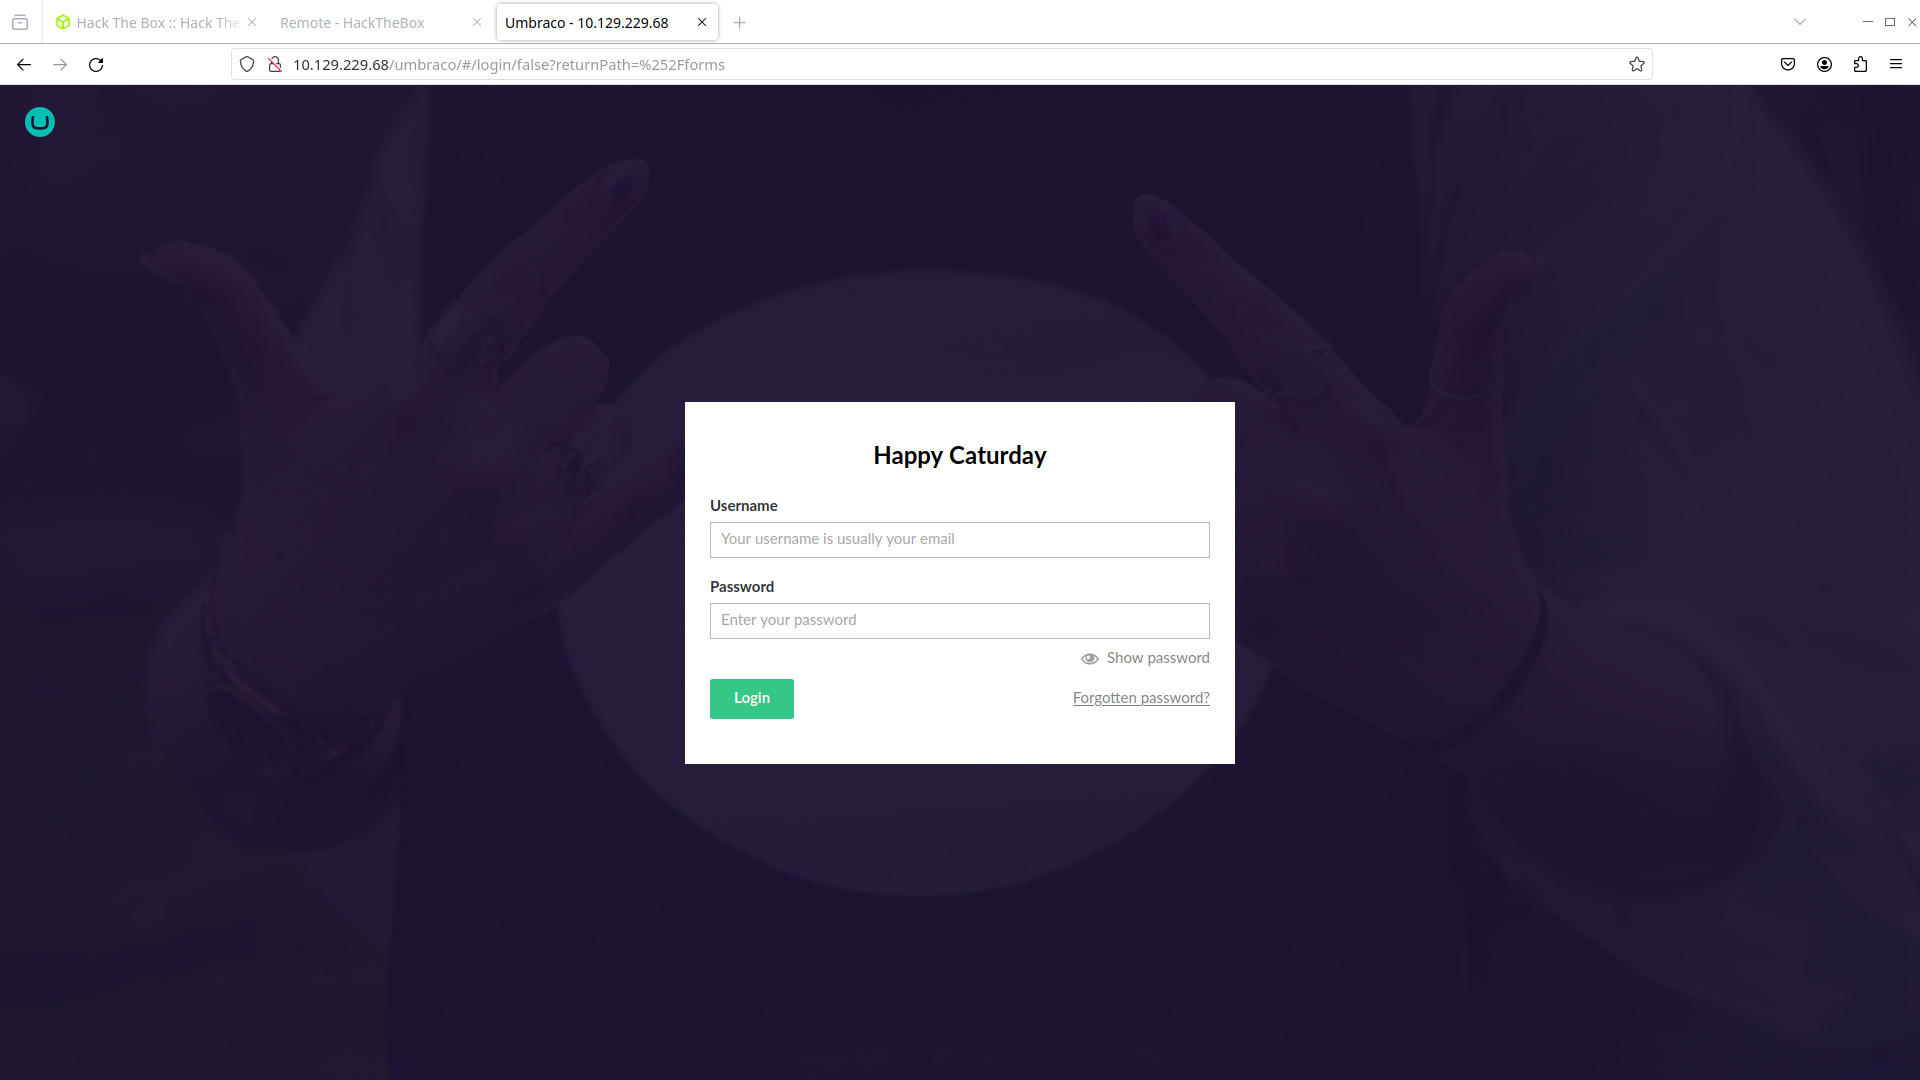 Hack The Box :: Hack The
Remote - HackTheBox
Umbraco - 10.129.229.68
10.129.229.68/umbraco/#/login/false?returnPath=%252Fforms
Happy Caturday
Username
Your username is usually your email
Password
Enter your password
Show password
Login
Forgotten password?